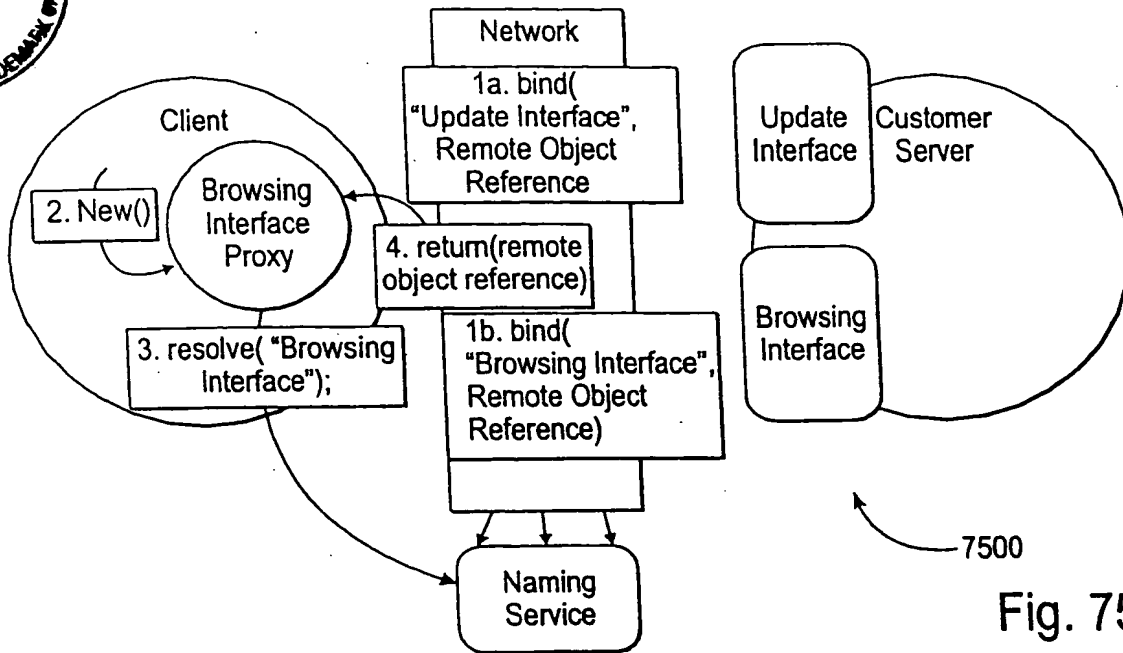 Network
1a. bind(
"Update Interface",
Remote Object
Reference
Client
Browsing
Interface
Proxy
2. New()
4. return(remote
object reference)
3. resolve( "Browsing
Interface");
1b. bind(
"Browsing Interface",
Remote Object
Reference)
Update
Interface
Customer
Server
Browsing
Interface
Naming
Service
7500
Fig. 75